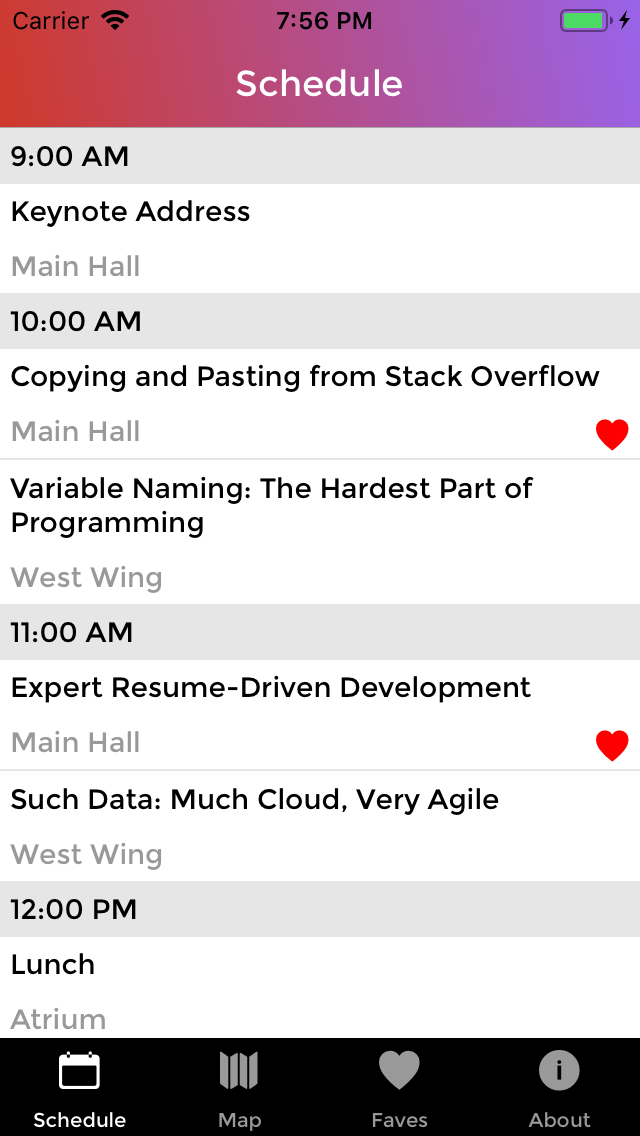 Carrier 7:56 PM
Schedule
9:00 AM
Keynote Address
Main Hall
10:00 AM
Copying and Pasting from Stack Overflow
Main Hall
Variable Naming: The Hardest Part of
Programming
West Wing
11:00 AM
Expert Resume-Driven Development
Main Hall
Such Data: Much Cloud, Very Agile
West Wing
12:00 PM
Lunch
Atrium
Schedule Map Faves About